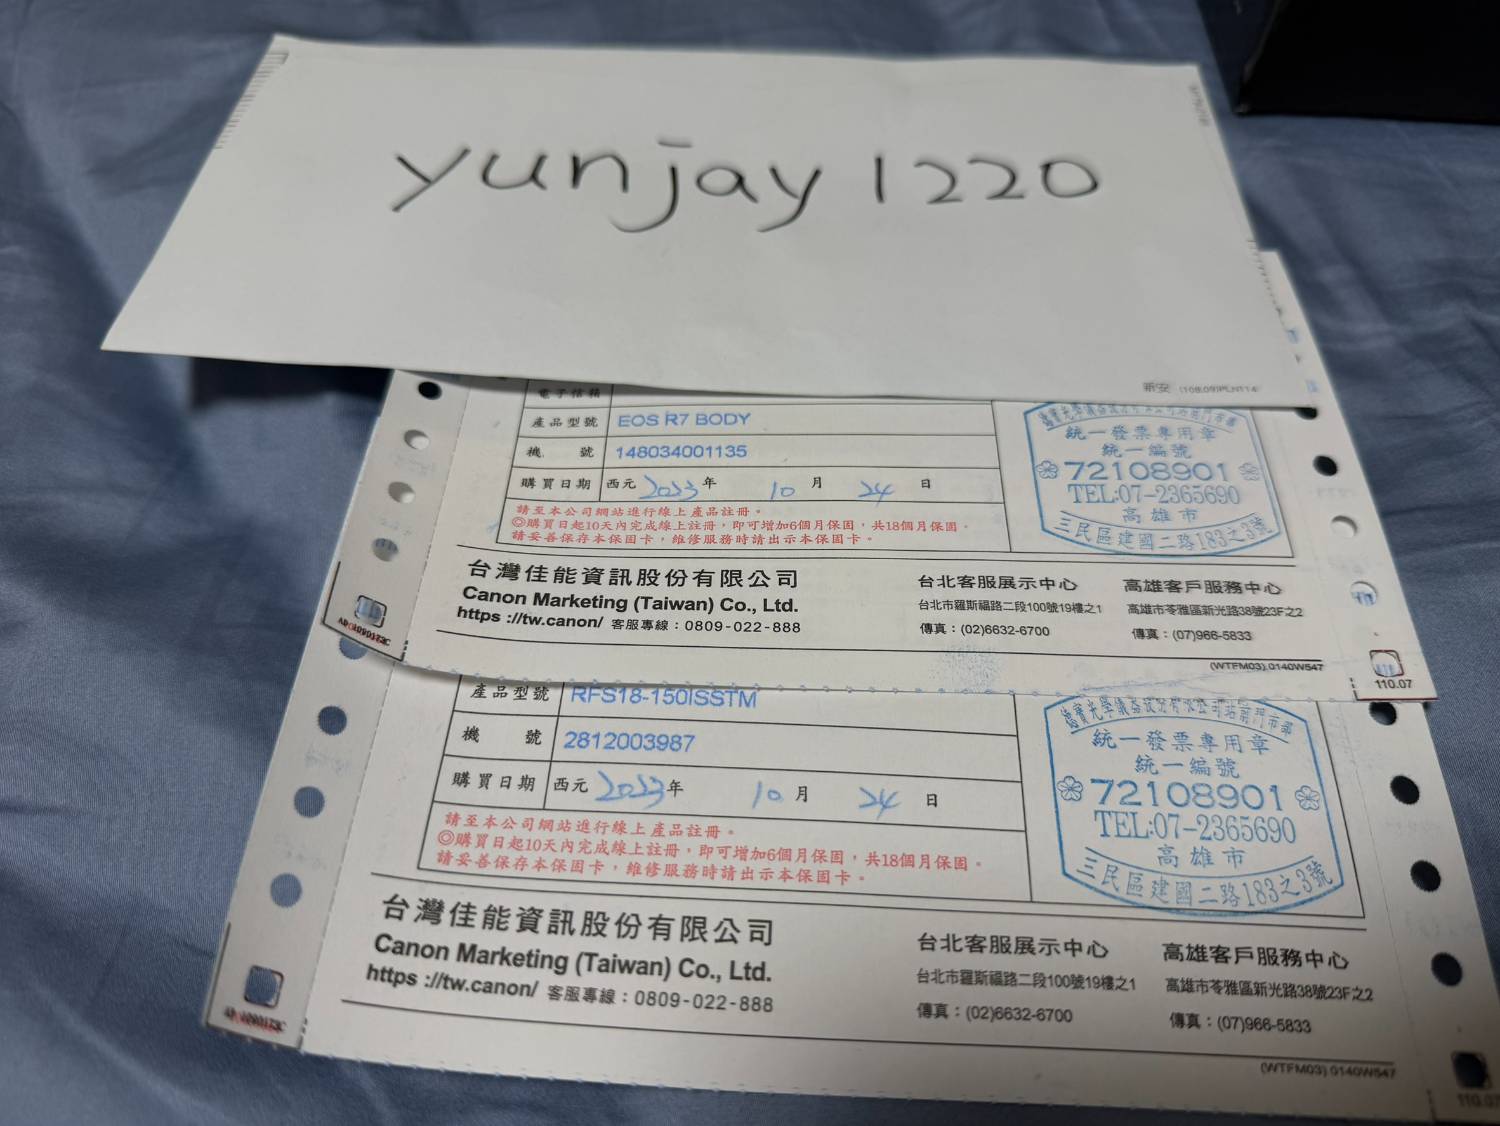 yunjay 1220
新安 (108.09)PLN114
電子信箱
產品型號 EOS R7 BODY
機 號 148034001135
購買日期 西元 2023 年 10 月 24 日
請至本公司網站進行線上產品註冊。
◎購買日起10天內完成線上註冊,即可增加6個月保固,共18個月保固。
請妥善保存本保固卡,維修服務時請出示本保固卡。
統一發票專用章
統一編號
72108901
TEL:07-2365690
高雄市
三民區建國二路183之3號
台灣佳能資訊股份有限公司
Canon Marketing (Taiwan) Co., Ltd.
https ://tw.canon/ 客服專線:0809-022-888
台北客服展示中心
台北市羅斯福路二段100號19樓之1
傳真:(02)6632-6700
高雄客戶服務中心
高雄市苓雅區新光路38號23F之2
傳真:(07)966-5833
(WTFM03) 0140W547
110.07
產品型號 RFS18-150ISSTM
機 號 2812003987
購買日期 西元 2023 年 10 月 24 日
請至本公司網站進行線上產品註冊。
◎購買日起10天內完成線上註冊,即可增加6個月保固,共18個月保固。
請妥善保存本保固卡,維修服務時請出示本保固卡。
統一發票專用章
統一編號
72108901
TEL:07-2365690
高雄市
三民區建國二路183之3號
台灣佳能資訊股份有限公司
Canon Marketing (Taiwan) Co., Ltd.
https ://tw.canon/ 客服專線:0809-022-888
台北客服展示中心
台北市羅斯福路二段100號19樓之1
傳真:(02)6632-6700
高雄客戶服務中心
高雄市苓雅區新光路38號23F之2
傳真:(07)966-5833
(WTFM03) 0140W547
110.07